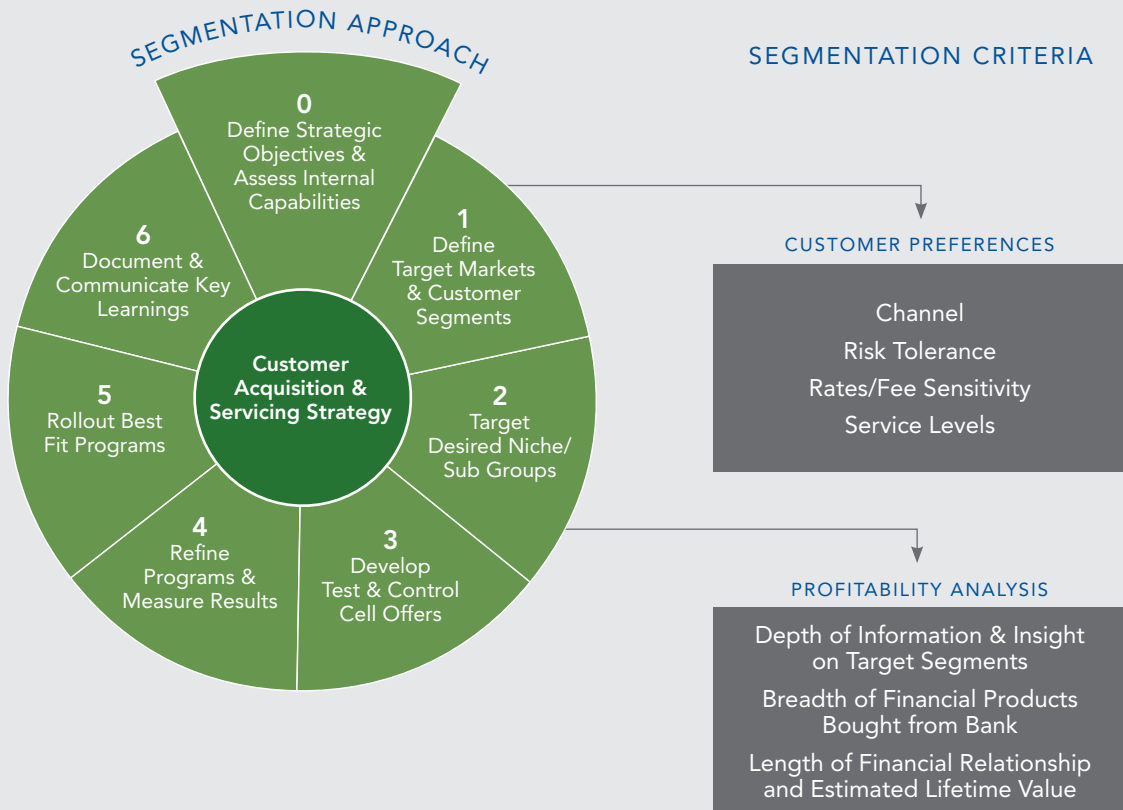 SEGMENTATION APPROACH
SEGMENTATION CRITERIA
0
Define Strategic
Objectives &
Assess Internal
Capabilities
1
Define
Target Markets
& Customer
Segments
2
Target
Desired Niche/
Sub Groups
3
Develop
Test & Control
Cell Offers
4
Refine
Programs &
Measure Results
5
Rollout Best
Fit Programs
6
Document &
Communicate Key
Learnings
Customer
Acquisition &
Servicing Strategy
CUSTOMER PREFERENCES
Channel
Risk Tolerance
Rates/Fee Sensitivity
Service Levels
PROFITABILITY ANALYSIS
Depth of Information & Insight
on Target Segments
Breadth of Financial Products
Bought from Bank
Length of Financial Relationship
and Estimated Lifetime Value